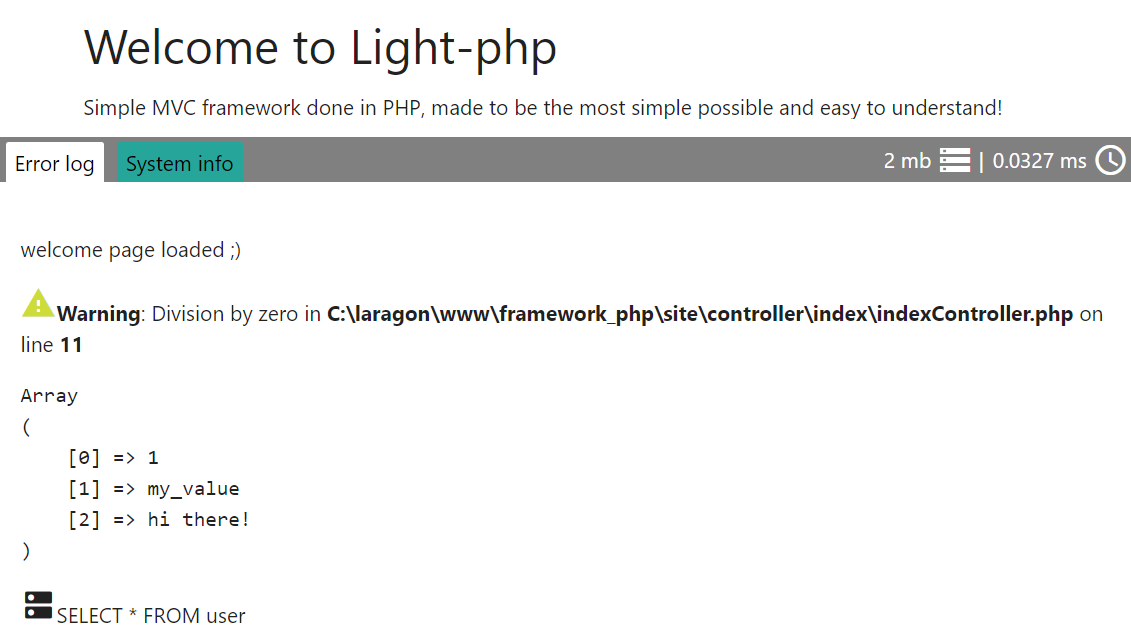 Welcome to Light-php
Simple MVC framework done in PHP, made to be the most simple possible and easy to understand!
Error log System info 2 mb | 0.0327 ms
welcome page loaded ;)
Warning: Division by zero in C:\laragon\www\framework_php\site\controller\index\indexController.php on
line 11
Array
(
    [0] => 1
    [1] => my_value
    [2] => hi there!
)
SELECT * FROM user